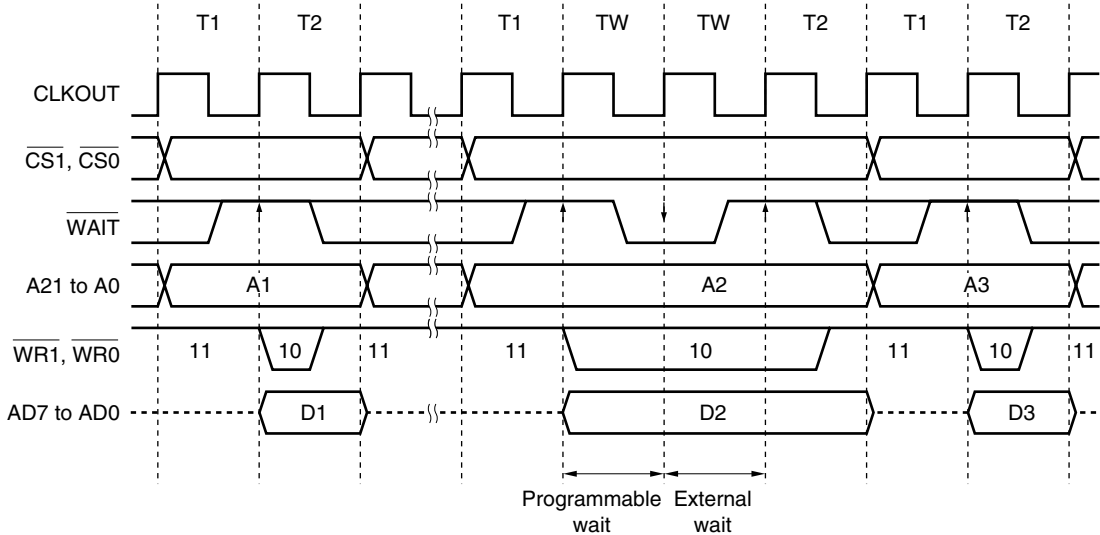 T1 T2 T1 TW TW T2 T1 T2
CLKOUT
CS1, CS0
WAIT
A21 to A0 A1 A2 A3
WR1, WR0 11 10 11 11 10 11 10 11
AD7 to AD0 D1 D2 D3
Programmable External
wait wait